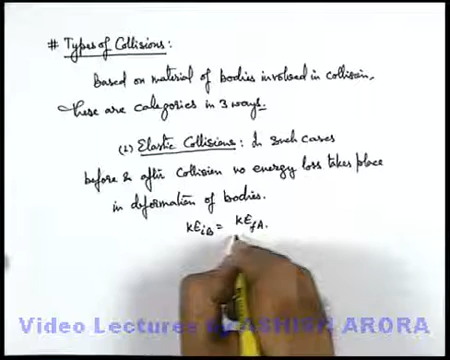 # Types of Collisions:
Based on material of bodies involved in collision,
these are categories in 3 ways.
(1) Elastic Collisions: In such cases
before & after collision no energy loss takes place
in deformation of bodies.
KEiB = KEfA.
Video Lectures by ASHISH ARORA